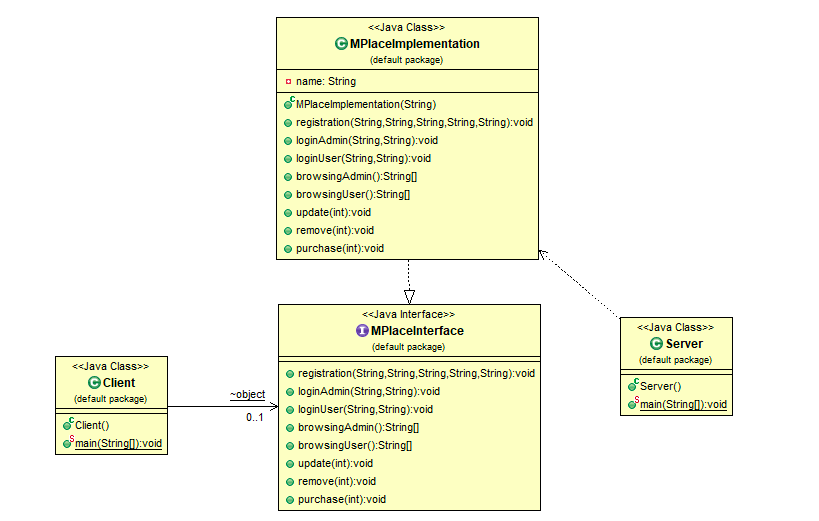 <<Java Class>>
MPlaceImplementation
(default package)
name: String
MPlaceImplementation(String)
registration(String,String,String,String,String):void
loginAdmin(String,String):void
loginUser(String,String):void
browsingAdmin():String[]
browsingUser():String[]
update(int):void
remove(int):void
purchase(int):void
<<Java Interface>>
MPlaceInterface
(default package)
registration(String,String,String,String,String):void
loginAdmin(String,String):void
loginUser(String,String):void
browsingAdmin():String[]
browsingUser():String[]
update(int):void
remove(int):void
purchase(int):void
<<Java Class>>
Server
(default package)
Server()
main(String[]):void
<<Java Class>>
Client
(default package)
Client()
main(String[]):void
~object
0..1